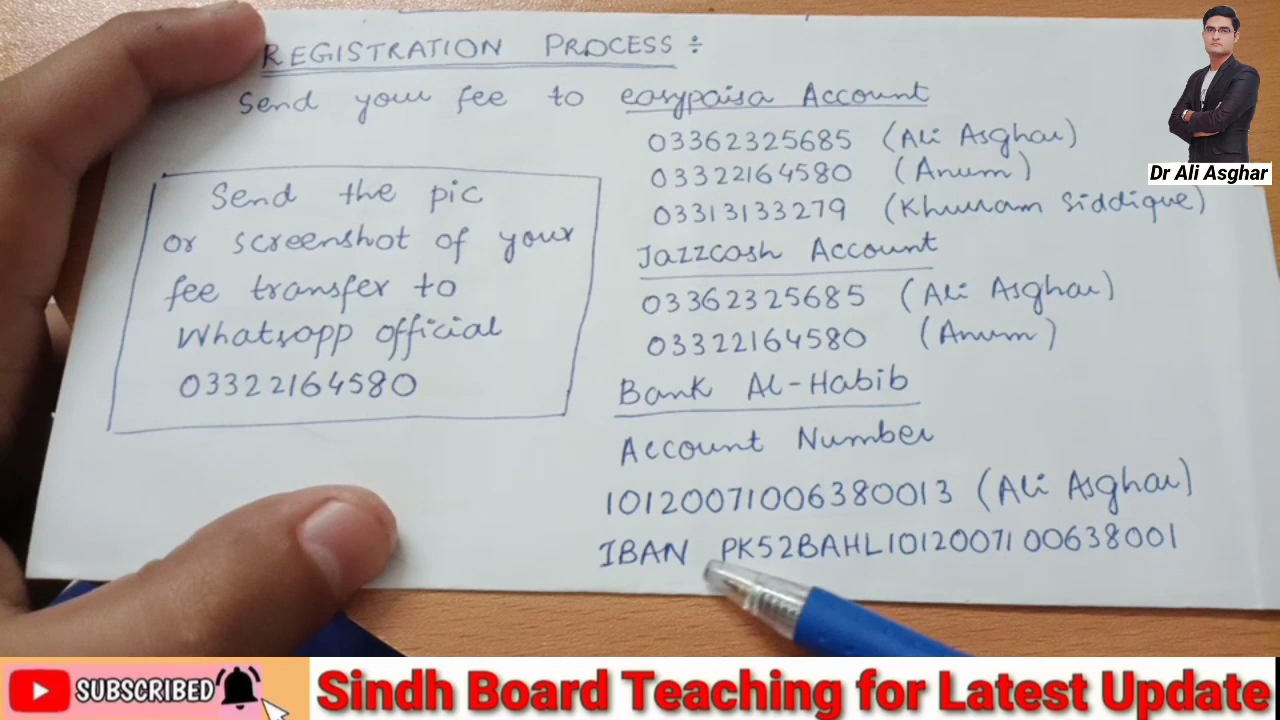 REGISTRATION PROCESS ÷
Send your fee to easypaisa Account
03362325685 (Ali Asghar)
03322164580 (Anum)
03313133279 (Khurram Siddique)
Jazzcash Account
03362325685 (Ali Asghar)
03322164580 (Anum)
Bank Al-Habib
Account Number
10120071006380013 (Ali Asghar)
IBAN PK52BAHL1012007100638001
Send the pic
or screenshot of your
fee transfer to
Whatsapp official
03322164580
Dr Ali Asghar
SUBSCRIBED
Sindh Board Teaching for Latest Update